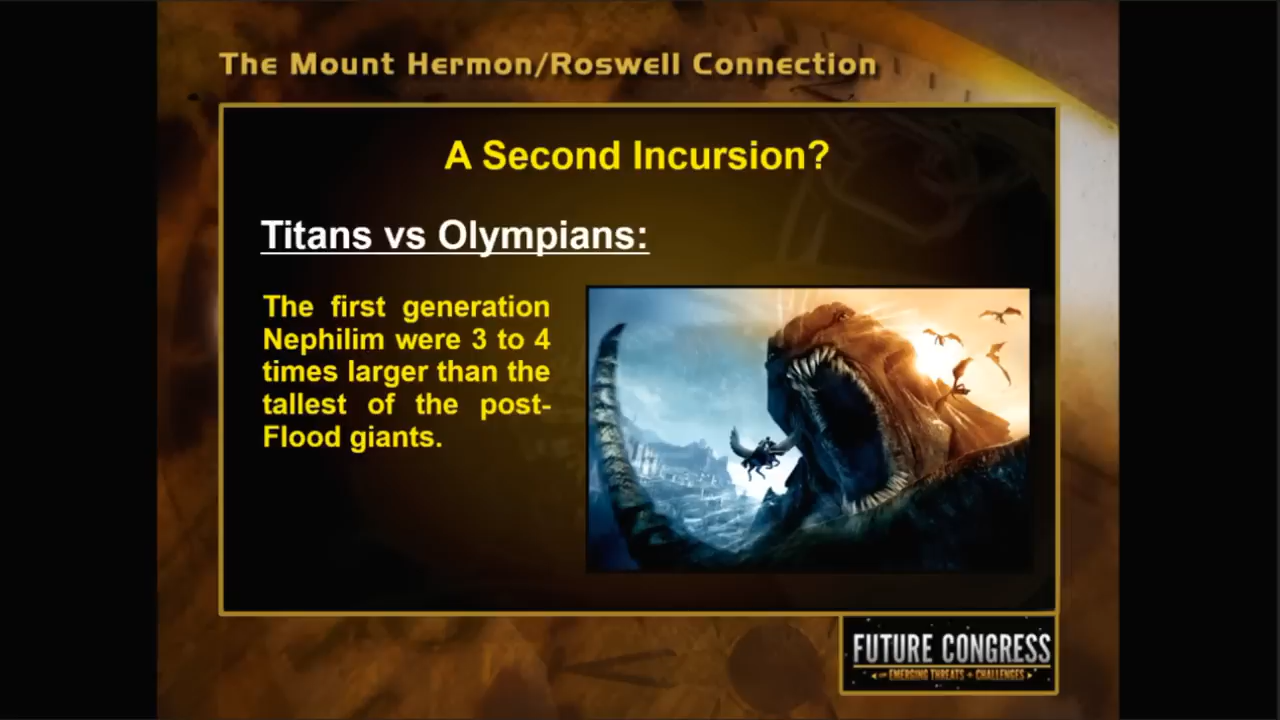 The Mount Hermon/Roswell Connection
A Second Incursion?
Titans vs Olympians:
The first generation
Nephilim were 3 to 4
times larger than the
tallest of the post-
Flood giants.
FUTURE CONGRESS
EMERGING THREATS + CHALLENGES